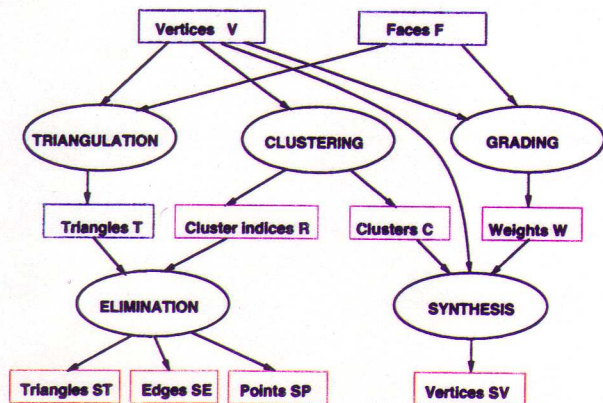 Vertices V
Faces F
TRIANGULATION
CLUSTERING
GRADING
Triangles T
Cluster indices R
Clusters C
Weights W
ELIMINATION
SYNTHESIS
Triangles ST
Edges SE
Points SP
Vertices SV